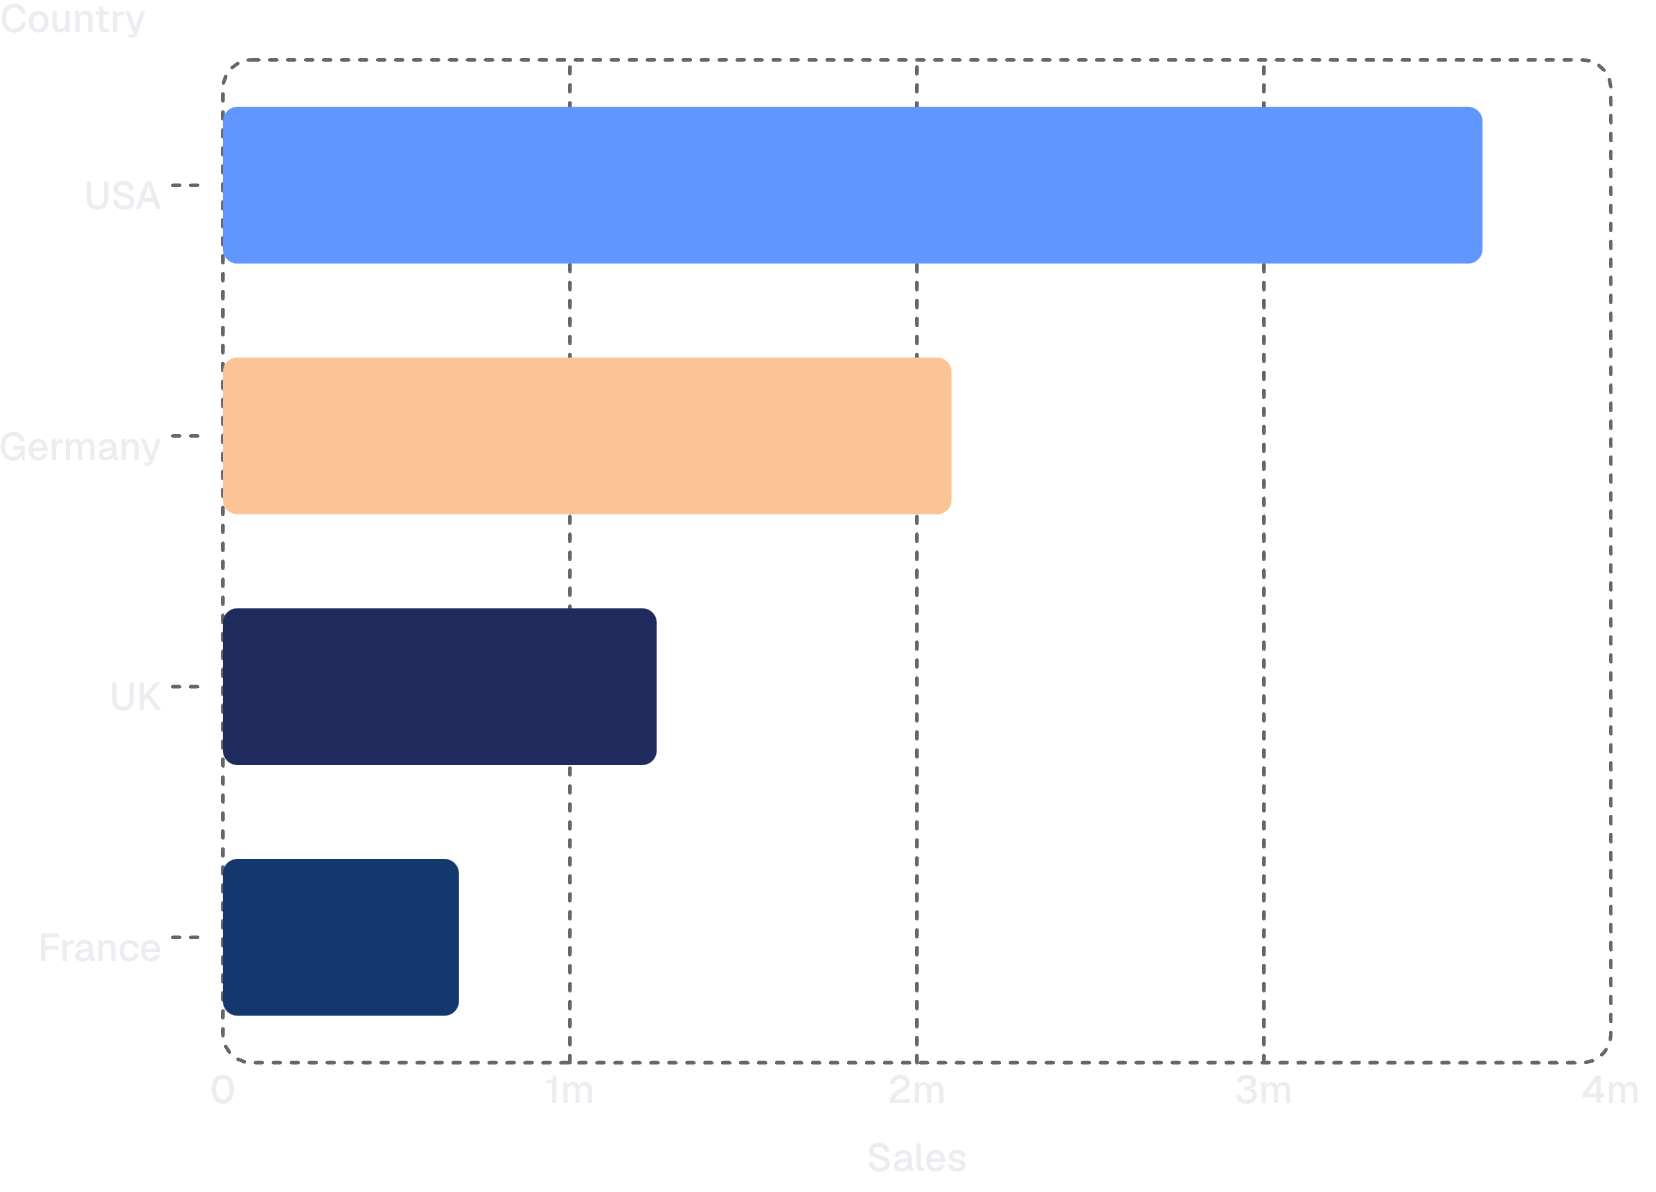 Country
USA
Germany
UK
France
0 1m 2m 3m 4m
Sales